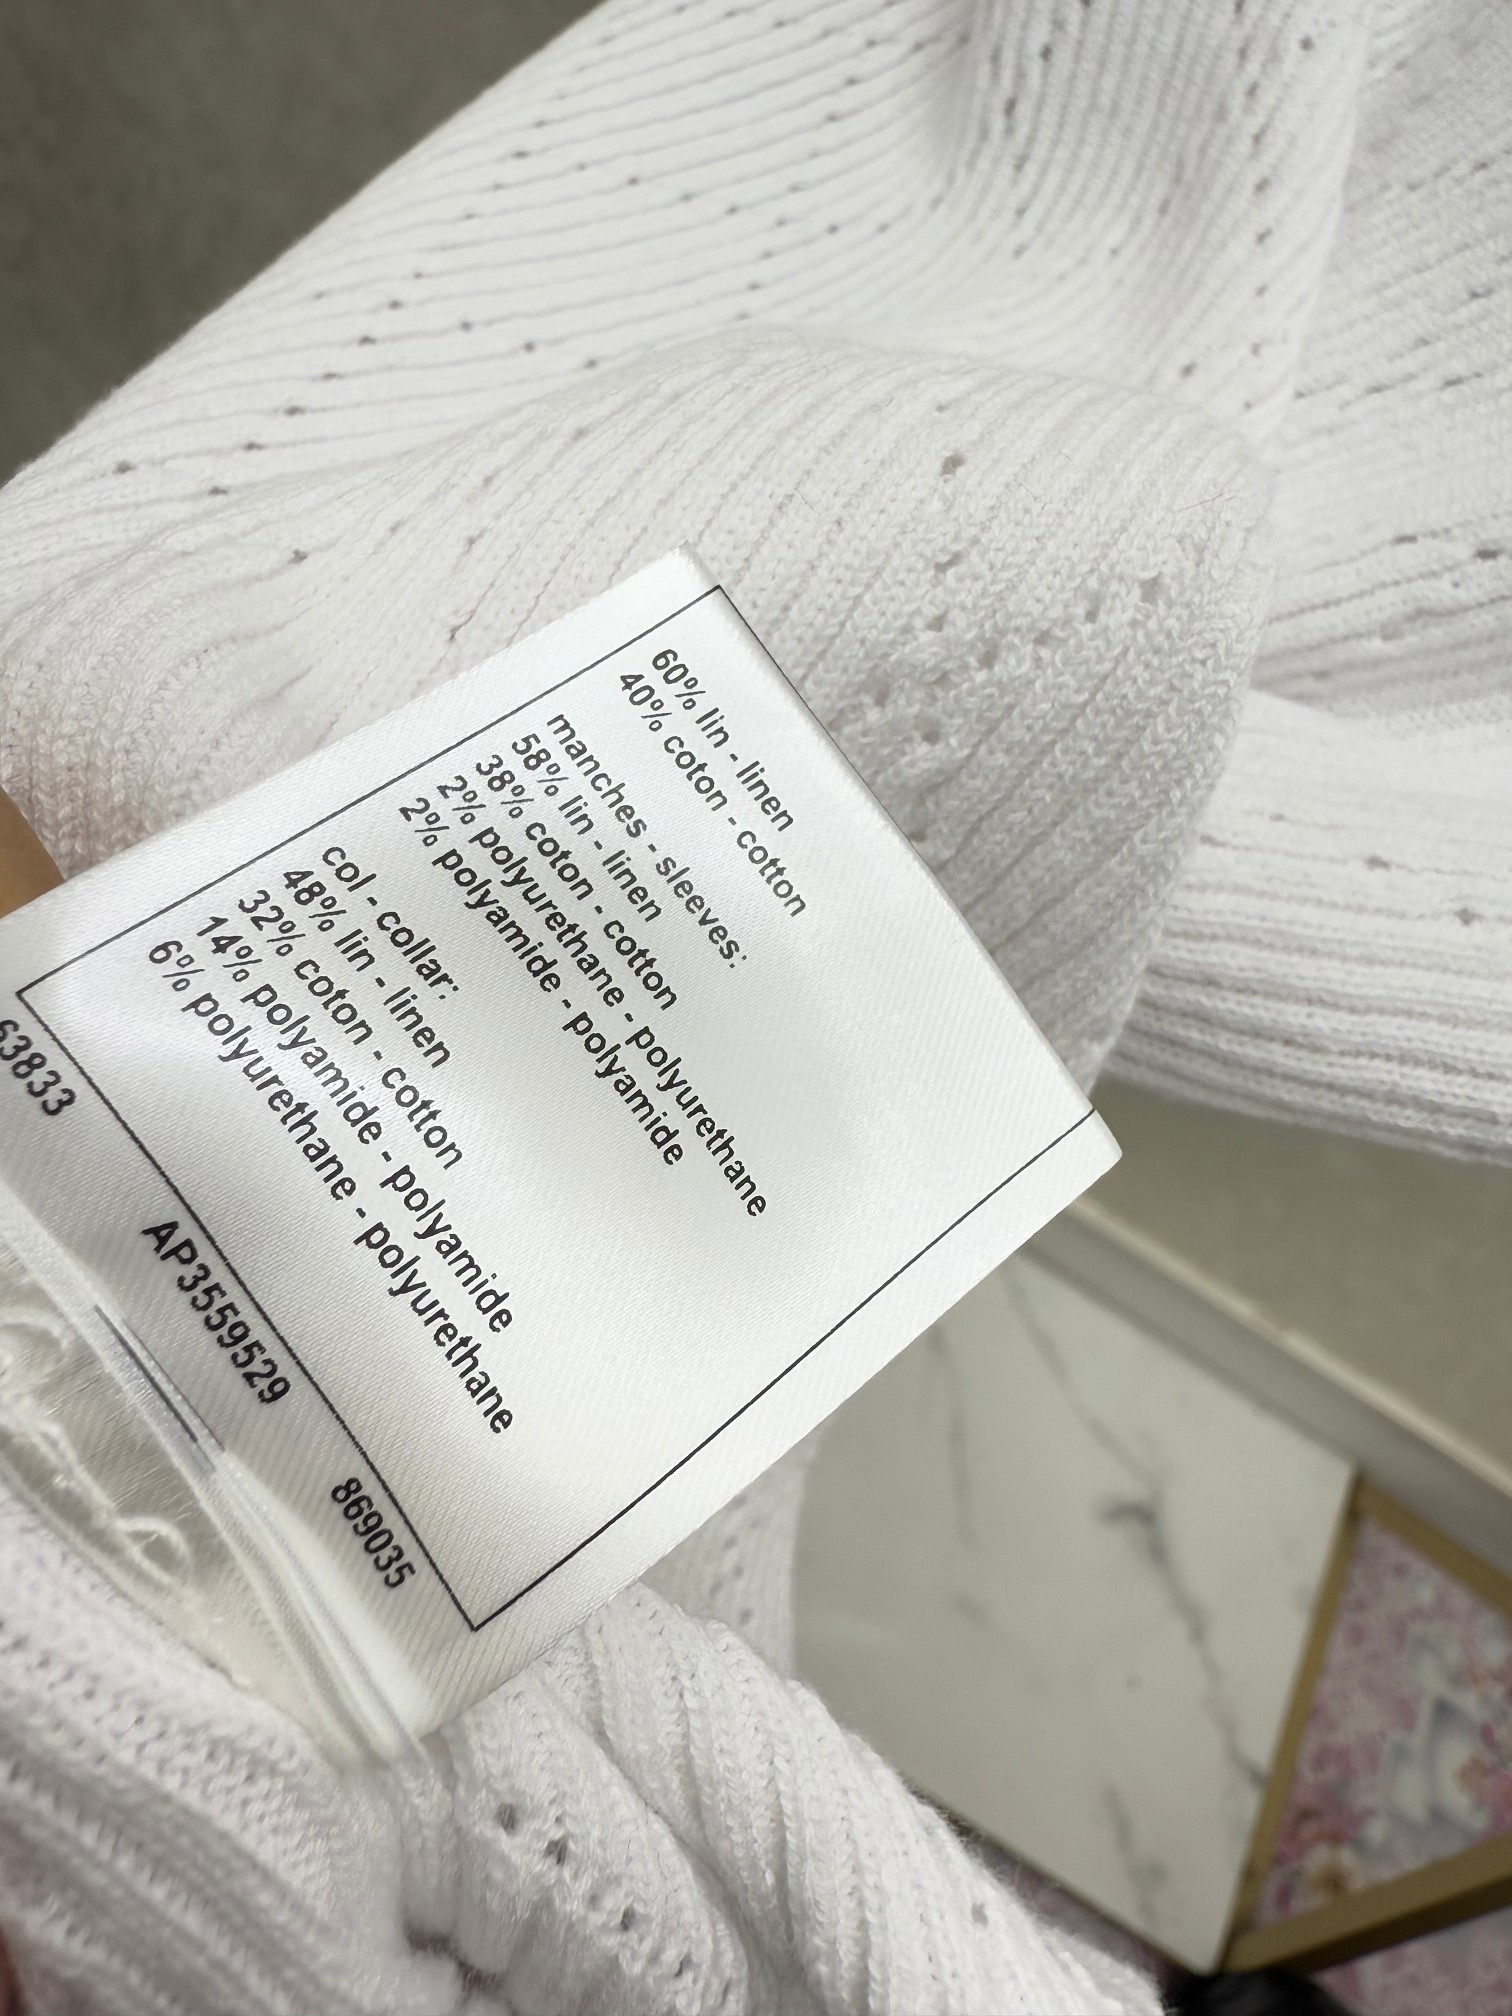 60% lin - linen
40% coton - cotton
manches - sleeves:
58% lin - linen
38% coton - cotton
2% polyurethane - polyurethane
2% polyamide - polyamide
col - collar:
48% lin - linen
32% coton - cotton
14% polyamide - polyamide
6% polyurethane - polyurethane
63833 AP3559529 869035